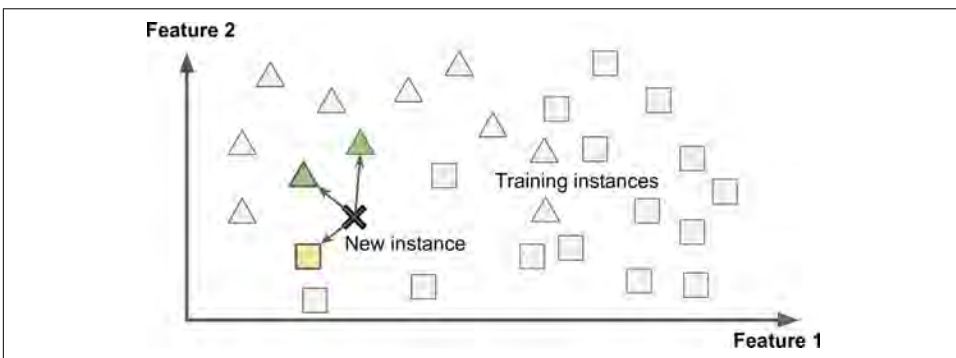 Feature 2
Training instances
New instance
Feature 1